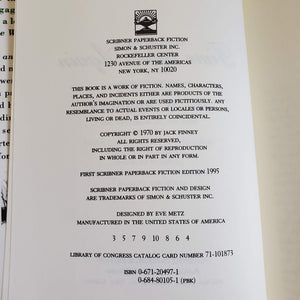 SCRIBNER PAPERBACK FICTION
SIMON & SCHUSTER INC.
ROCKEFELLER CENTER
1230 AVENUE OF THE AMERICAS
NEW YORK, NY 10020
THIS BOOK IS A WORK OF FICTION. NAMES, CHARACTERS,
PLACES, AND INCIDENTS EITHER ARE PRODUCTS OF THE
AUTHOR'S IMAGINATION OR ARE USED FICTITIOUSLY. ANY
RESEMBLANCE TO ACTUAL EVENTS OR LOCALES OR PERSONS,
LIVING OR DEAD, IS ENTIRELY COINCIDENTAL.
COPYRIGHT © 1970 BY JACK FINNEY
ALL RIGHTS RESERVED,
INCLUDING THE RIGHT OF REPRODUCTION
IN WHOLE OR IN PART IN ANY FORM.
FIRST SCRIBNER PAPERBACK FICTION EDITION 1995
SCRIBNER PAPERBACK FICTION AND DESIGN
ARE TRADEMARKS OF SIMON & SCHUSTER INC.
DESIGNED BY EVE METZ
MANUFACTURED IN THE UNITED STATES OF AMERICA
3 5 7 9 10 8 6 4
LIBRARY OF CONGRESS CATALOG CARD NUMBER 71-101873
ISBN 0-671-20497-1
0-684-80105-1 (PBK)